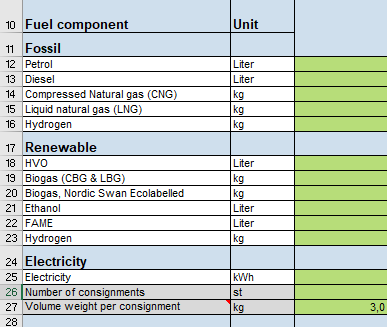 10 Fuel component Unit
11 Fossil
12 Petrol Liter
13 Diesel Liter
14 Compressed Natural gas (CNG) kg
15 Liquid natural gas (LNG) kg
16 Hydrogen kg
17 Renewable
18 HVO Liter
19 Biogas (CBG & LBG) kg
20 Biogas, Nordic Swan Ecolabelled kg
21 Ethanol Liter
22 FAME Liter
23 Hydrogen kg
24 Electricity
25 Electricity kWh
26 Number of consignments st
27 Volume weight per consignment kg 3,0
28